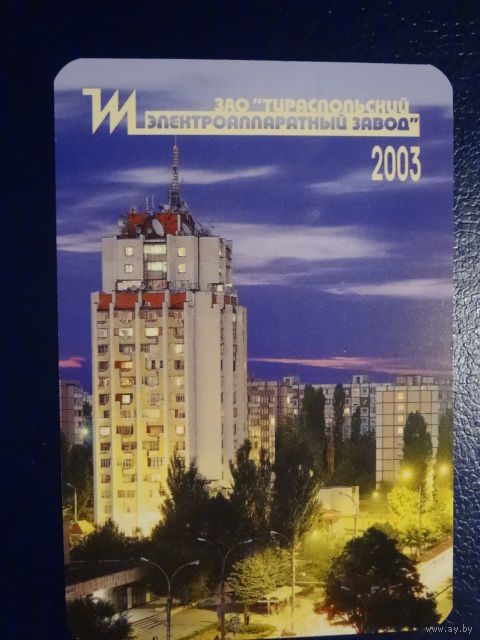 ЗАО "ТИРАСПОЛЬСКИЙ
ЭЛЕКТРОАППАРАТНЫЙ ЗАВОД"
2003
www.ay.by